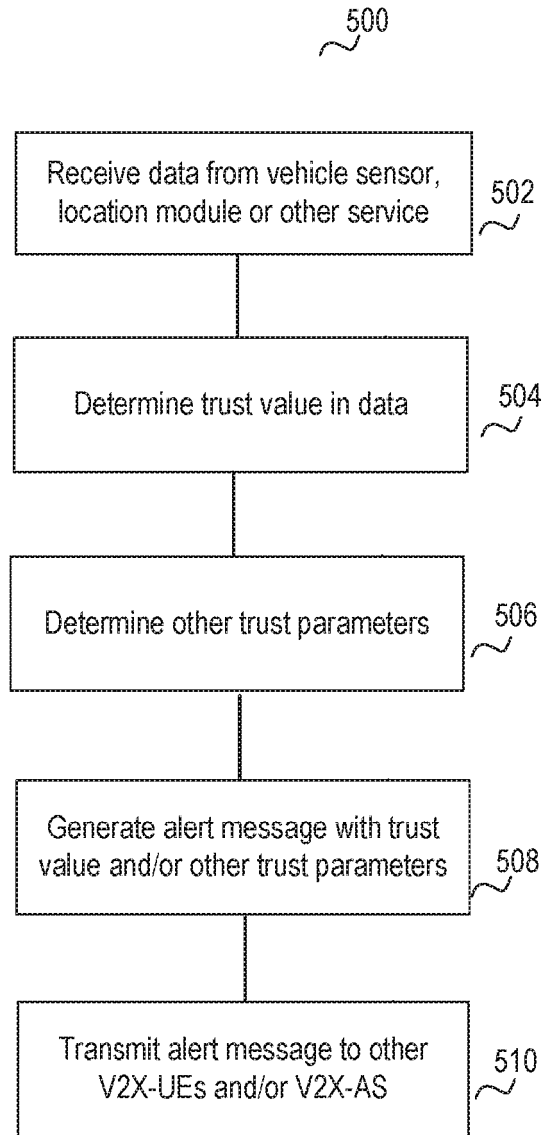 500
Receive data from vehicle sensor,
location module or other service
502
Determine trust value in data
504
Determine other trust parameters
506
Generate alert message with trust
value and/or other trust parameters
508
Transmit alert message to other
V2X-UEs and/or V2X-AS
510